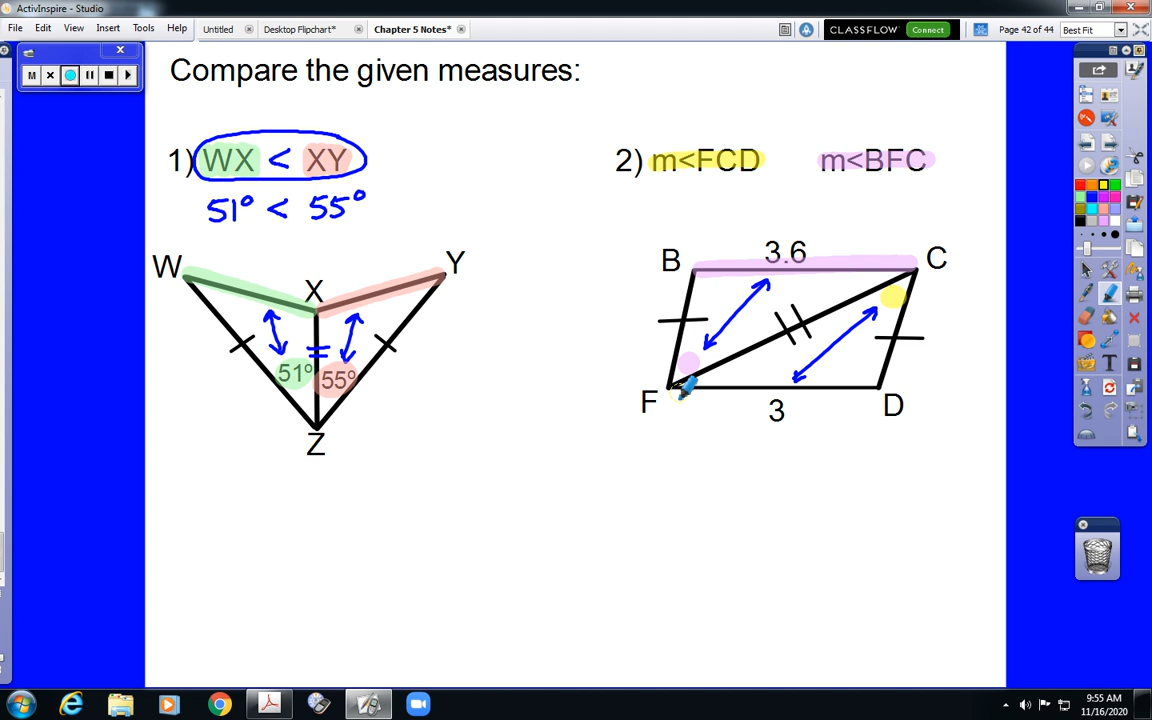 ActivInspire - Studio
File Edit View Insert Tools Help Untitled Desktop Flipchart* Chapter 5 Notes* CLASSFLOW Connect Page 42 of 44 Best Fit
M
Compare the given measures:
1) WX < XY
51° < 55°
2) m<FCD m<BFC
W
Y
X
51°
55°
Z
B
3.6
C
F
3
D
T
9:55 AM
11/16/2020